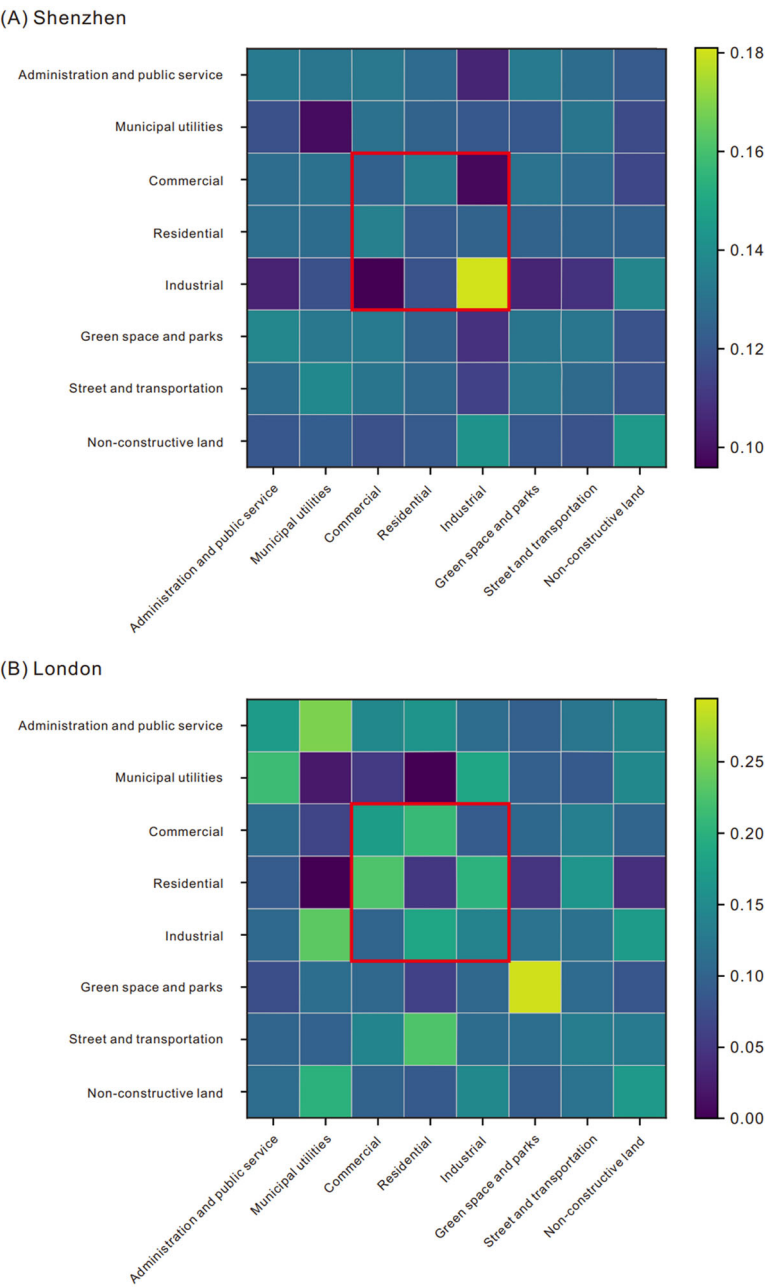 (A) Shenzhen
Administration and public service
Municipal utilities
Commercial
Residential
Industrial
Green space and parks
Street and transportation
Non-constructive land
0.18
0.16
0.14
0.12
0.10
Administration and public service
Municipal utilities
Commercial
Residential
Industrial
Green space and parks
Street and transportation
Non-constructive land
(B) London
Administration and public service
Municipal utilities
Commercial
Residential
Industrial
Green space and parks
Street and transportation
Non-constructive land
0.25
0.20
0.15
0.10
0.05
0.00
Administration and public service
Municipal utilities
Commercial
Residential
Industrial
Green space and parks
Street and transportation
Non-constructive land